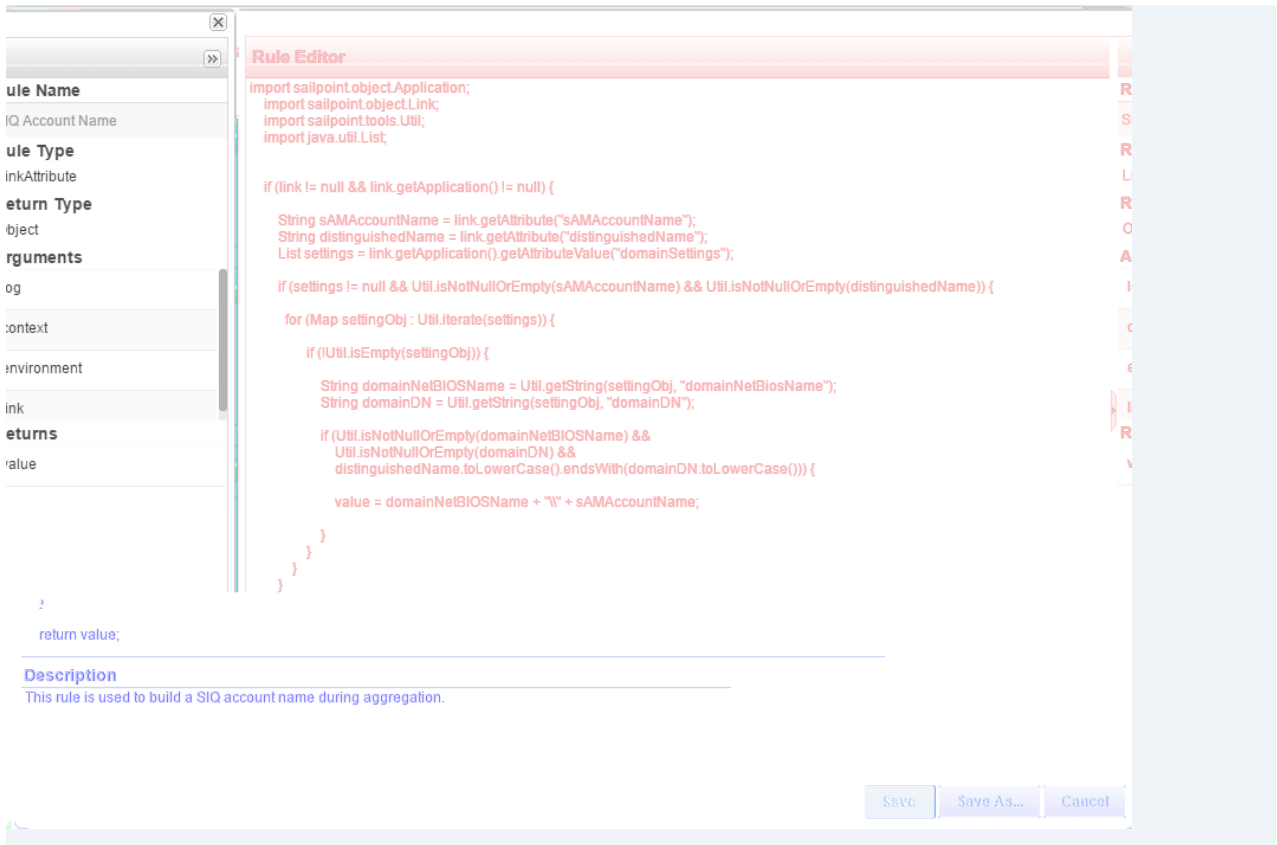 ule Name
IQ Account Name
ule Type
inkAttribute
eturn Type
bject
rguments
og
context
environment
ink
eturns
value
Rule Editor
import sailpoint.object.Application;
import sailpoint.object.Link;
import sailpoint.tools.Util;
import java.util.List;
if (link != null && link.getApplication() != null) {
String sAMAccountName = link.getAttribute("sAMAccountName");
String distinguishedName = link.getAttribute("distinguishedName");
List settings = link.getApplication().getAttributeValue("domainSettings");
if (settings != null && Util.isNotNullOrEmpty(sAMAccountName) && Util.isNotNullOrEmpty(distinguishedName)) {
for (Map settingObj : Util.iterate(settings)) {
if (!Util.isEmpty(settingObj)) {
String domainNetBIOSName = Util.getString(settingObj, "domainNetBiosName");
String domainDN = Util.getString(settingObj, "domainDN");
if (Util.isNotNullOrEmpty(domainNetBIOSName) &&
Util.isNotNullOrEmpty(domainDN) &&
distinguishedName.toLowerCase().endsWith(domainDN.toLowerCase())) {
value = domainNetBIOSName + "\\" + sAMAccountName;
}
}
}
}
R
S
R
L
R
O
A
l
c
e
l
R
v
return value;
Description
This rule is used to build a SIQ account name during aggregation.
Save
Save As...
Cancel